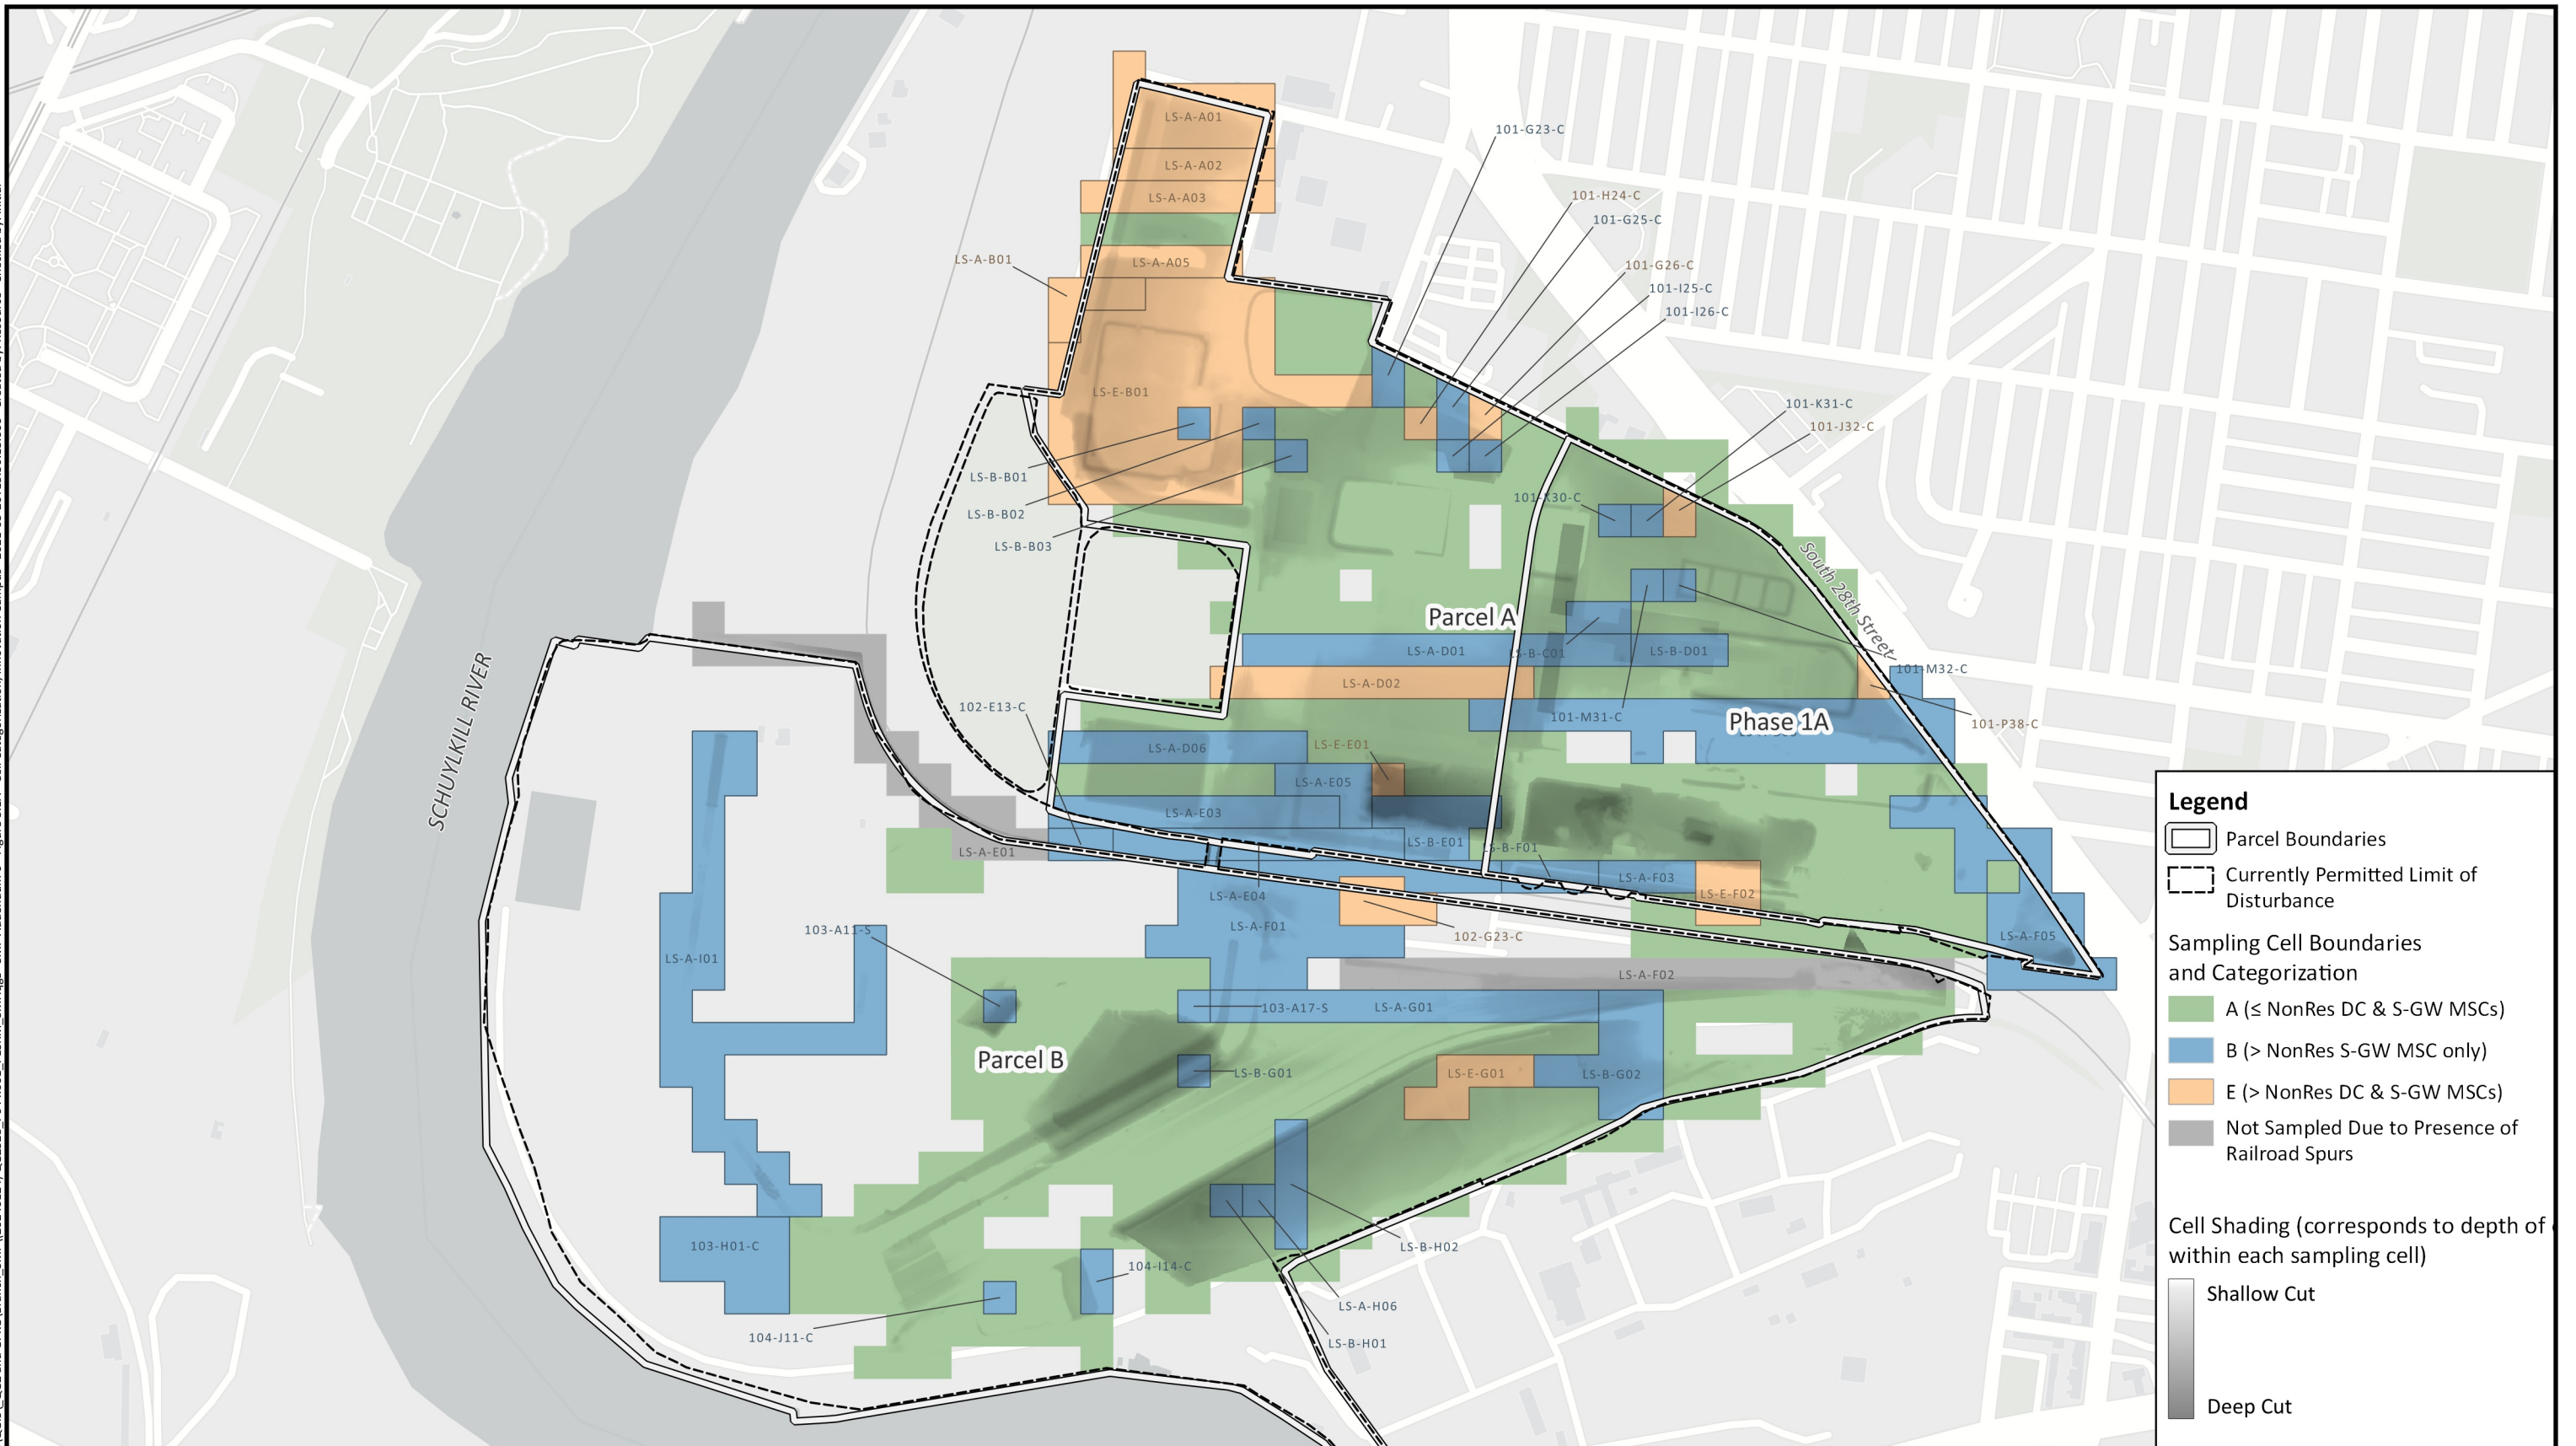 LS-A-A01
101-G23-C
LS-A-A02
LS-A-A03
101-H24-C
101-G25-C
LS-A-B01
LS-A-A05
101-G26-C
101-I25-C
101-I26-C
LS-E-B01
101-K31-C
101-J32-C
LS-B-B01
101-K30-C
LS-B-B02
LS-B-B03
South 28th Street
Parcel A
LS-A-D01
LS-B-C01
LS-B-D01
101-M32-C
LS-A-D02
102-E13-C
101-M31-C
Phase 1A
101-P38-C
SCHUYLKILL RIVER
LS-A-D06
LS-E-E01
LS-A-E05
LS-A-E03
LS-B-E01
LS-B-F01
LS-A-E01
LS-A-F03
LS-A-E04
LS-E-F02
103-A11-S
LS-A-F01
102-G23-C
LS-A-F05
LS-A-I01
LS-A-F02
103-A17-S
LS-A-G01
Parcel B
LS-B-G01
LS-E-G01
LS-B-G02
103-H01-C
LS-B-H02
104-I14-C
LS-A-H06
104-J11-C
LS-B-H01
Legend
Parcel Boundaries
Currently Permitted Limit of
Disturbance
Sampling Cell Boundaries
and Categorization
A (≤ NonRes DC & S-GW MSCs)
B (> NonRes S-GW MSC only)
E (> NonRes DC & S-GW MSCs)
Not Sampled Due to Presence of
Railroad Spurs
Cell Shading (corresponds to depth of
within each sampling cell)
Shallow Cut
Deep Cut